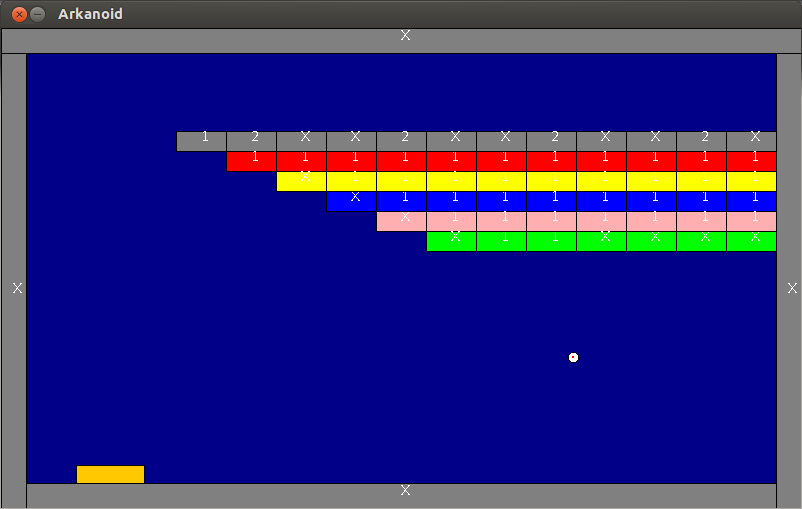 Arkanoid
X
1 2 X X 2 X X 2 X X 2 X
1 1 1 1 1 1 1 1 1 1 1
X 1 1 1 1 1 1 1 1 1
X 1 1 1 1 1 1 1 1
X 1 1 1 1 1 1 1
X 1 1 X X X X
X X
X